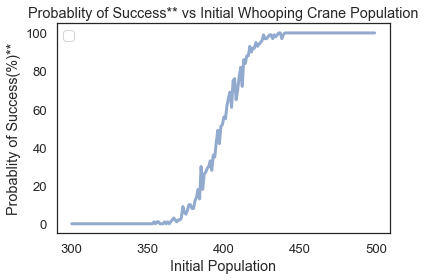 Probablity of Success** vs Initial Whooping Crane Population
100
80
60
40
20
0
Probablity of Success(%)**
300 350 400 450 500
Initial Population